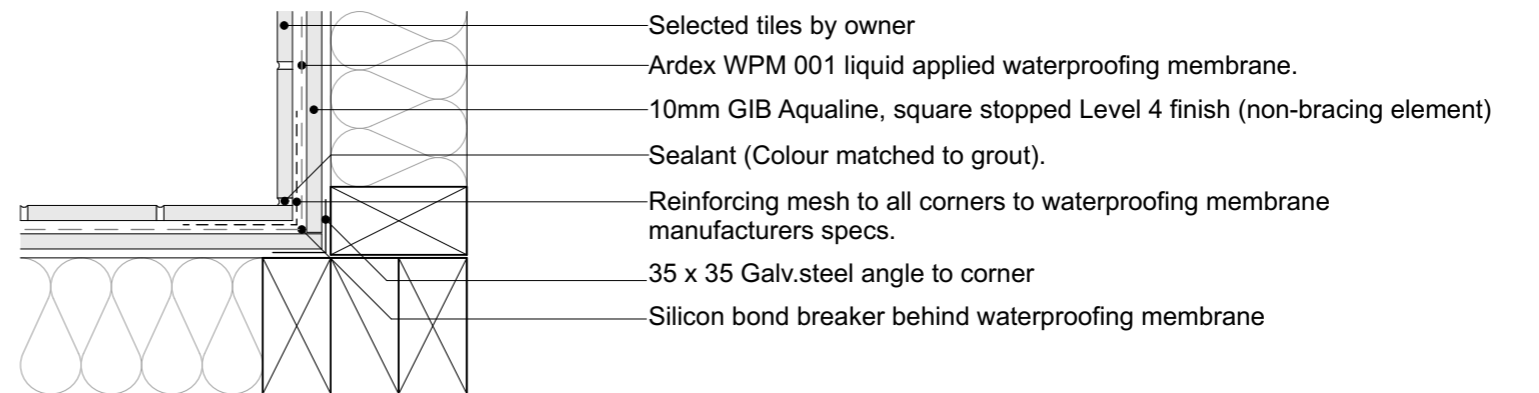 Selected tiles by owner
Ardex WPM 001 liquid applied waterproofing membrane.
10mm GIB Aqualine, square stopped Level 4 finish (non-bracing element)
Sealant (Colour matched to grout).
Reinforcing mesh to all corners to waterproofing membrane
manufacturers specs.
35 x 35 Galv.steel angle to corner
Silicon bond breaker behind waterproofing membrane